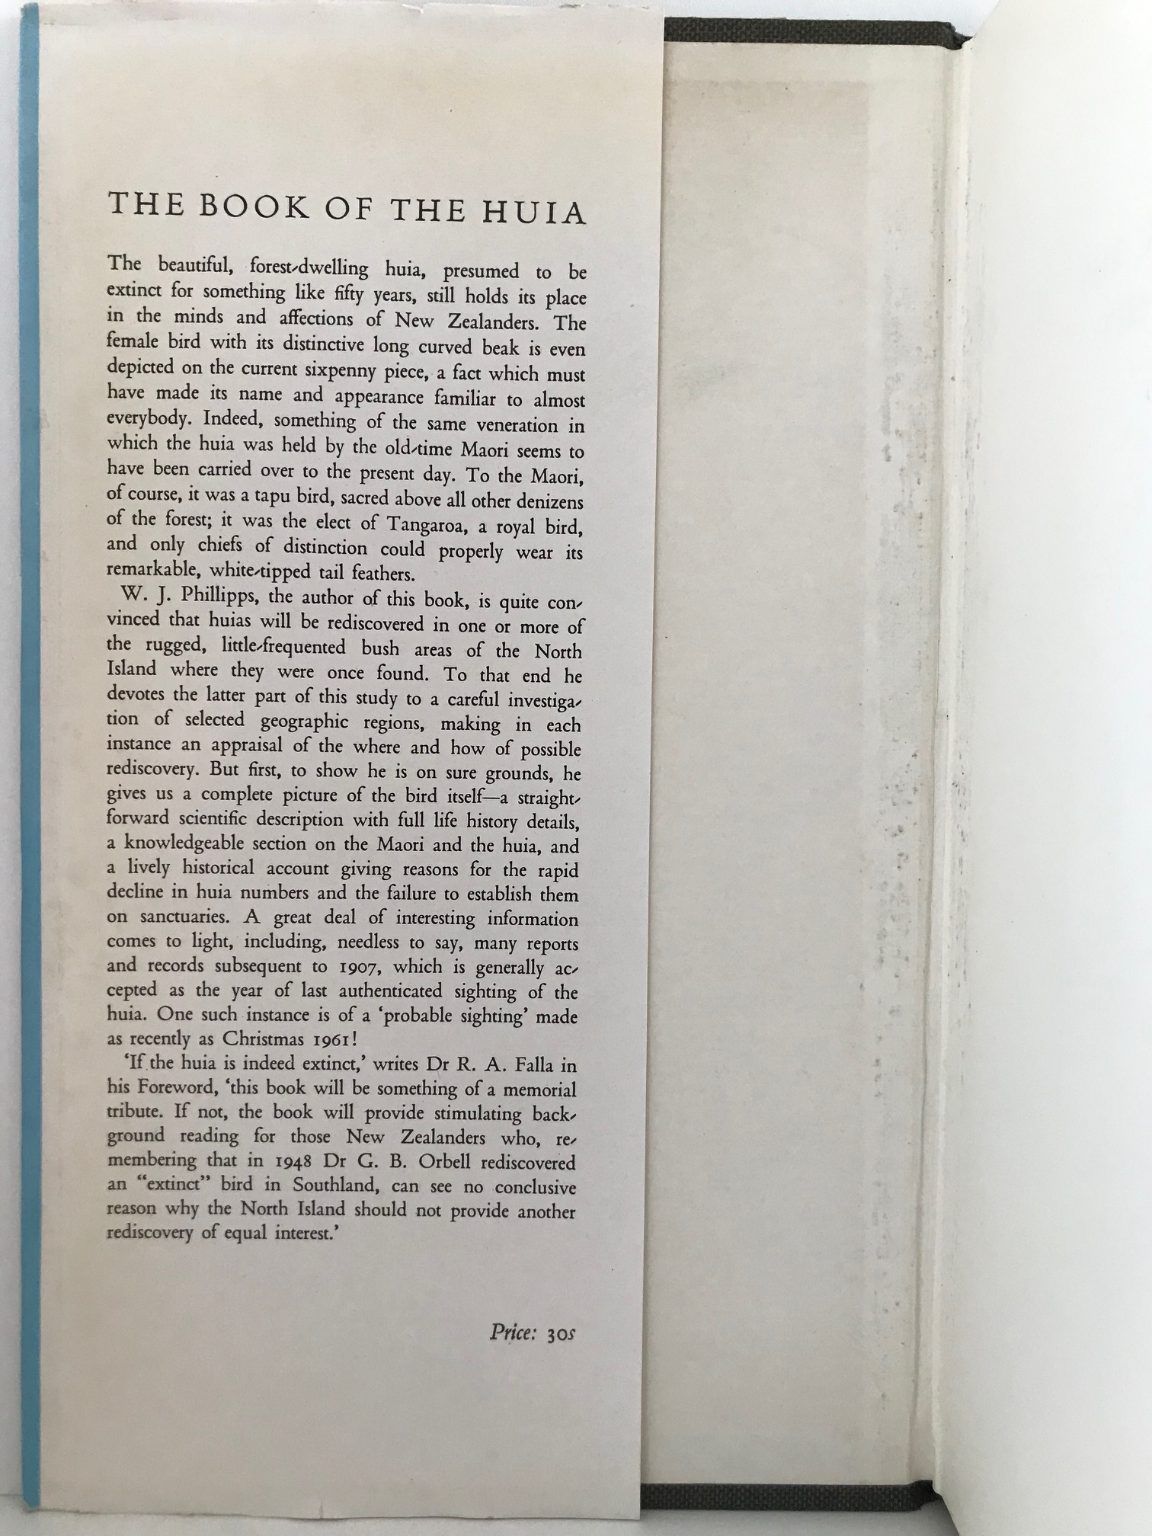 THE BOOK OF THE HUIA
The beautiful, forest-dwelling huia, presumed to be
extinct for something like fifty years, still holds its place
in the minds and affections of New Zealanders. The
female bird with its distinctive long curved beak is even
depicted on the current sixpenny piece, a fact which must
have made its name and appearance familiar to almost
everybody. Indeed, something of the same veneration in
which the huia was held by the old-time Maori seems to
have been carried over to the present day. To the Maori,
of course, it was a tapu bird, sacred above all other denizens
of the forest; it was the elect of Tangaroa, a royal bird,
and only chiefs of distinction could properly wear its
remarkable, white-tipped tail feathers.
W. J. Phillipps, the author of this book, is quite con-
vinced that huias will be rediscovered in one or more of
the rugged, little-frequented bush areas of the North
Island where they were once found. To that end he
devotes the latter part of this study to a careful investiga-
tion of selected geographic regions, making in each
instance an appraisal of the where and how of possible
rediscovery. But first, to show he is on sure grounds, he
gives us a complete picture of the bird itself—a straight-
forward scientific description with full life history details,
a knowledgeable section on the Maori and the huia, and
a lively historical account giving reasons for the rapid
decline in huia numbers and the failure to establish them
on sanctuaries. A great deal of interesting information
comes to light, including, needless to say, many reports
and records subsequent to 1907, which is generally ac-
cepted as the year of last authenticated sighting of the
huia. One such instance is of a ‘probable sighting’ made
as recently as Christmas 1961!
‘If the huia is indeed extinct,’ writes Dr R. A. Falla in
his Foreword, ‘this book will be something of a memorial
tribute. If not, the book will provide stimulating back-
ground reading for those New Zealanders who, re-
membering that in 1948 Dr G. B. Orbell rediscovered
an “extinct” bird in Southland, can see no conclusive
reason why the North Island should not provide another
rediscovery of equal interest.’
Price: 30s